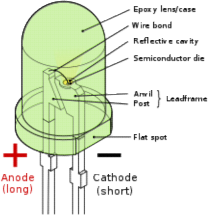 Epoxy lens/case
Wire bond
Reflective cavity
Semiconductor die
Anvil
Post
Leadframe
Flat spot
+ −
Anode
(long)
Cathode
(short)